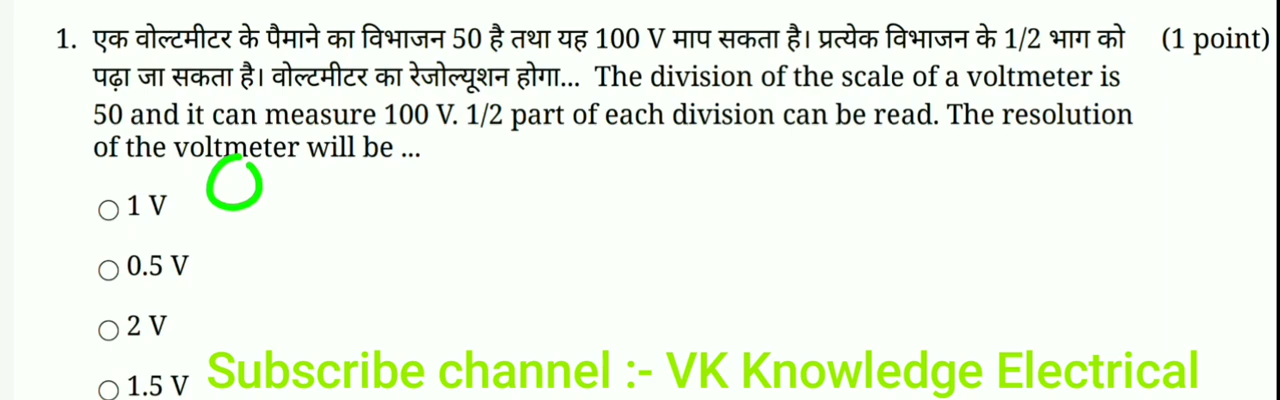 1. एक वोल्टमीटर के पैमाने का विभाजन 50 है तथा यह 100 V माप सकता है। प्रत्येक विभाजन के 1/2 भाग को (1 point)
पढ़ा जा सकता है। वोल्टमीटर का रेजोल्यूशन होगा... The division of the scale of a voltmeter is
50 and it can measure 100 V. 1/2 part of each division can be read. The resolution
of the voltmeter will be ...
1 V
0.5 V
2 V
1.5 V
Subscribe channel :- VK Knowledge Electrical